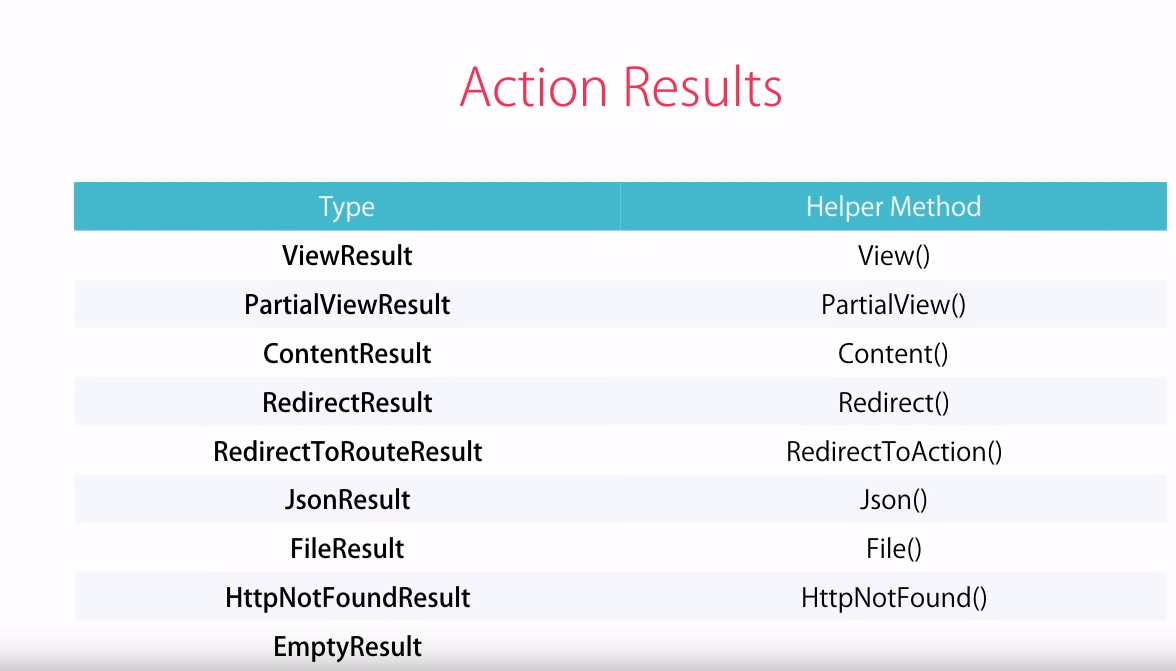 Action Results
Type Helper Method
ViewResult View()
PartialViewResult PartialView()
ContentResult Content()
RedirectResult Redirect()
RedirectToRouteResult RedirectToAction()
JsonResult Json()
FileResult File()
HttpNotFoundResult HttpNotFound()
EmptyResult